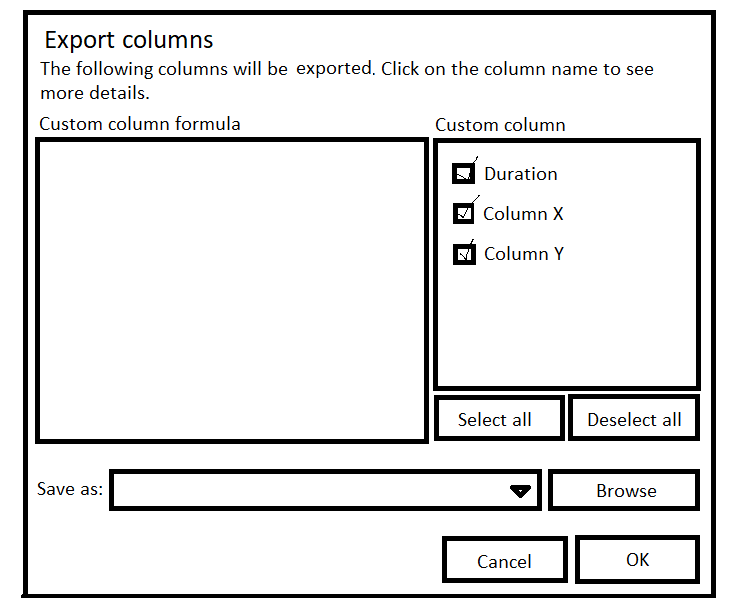 Export columns
The following columns will be exported. Click on the column name to see
more details.
Custom column formula
Custom column
Duration
Column X
Column Y
Select all
Deselect all
Save as:
Browse
Cancel
OK